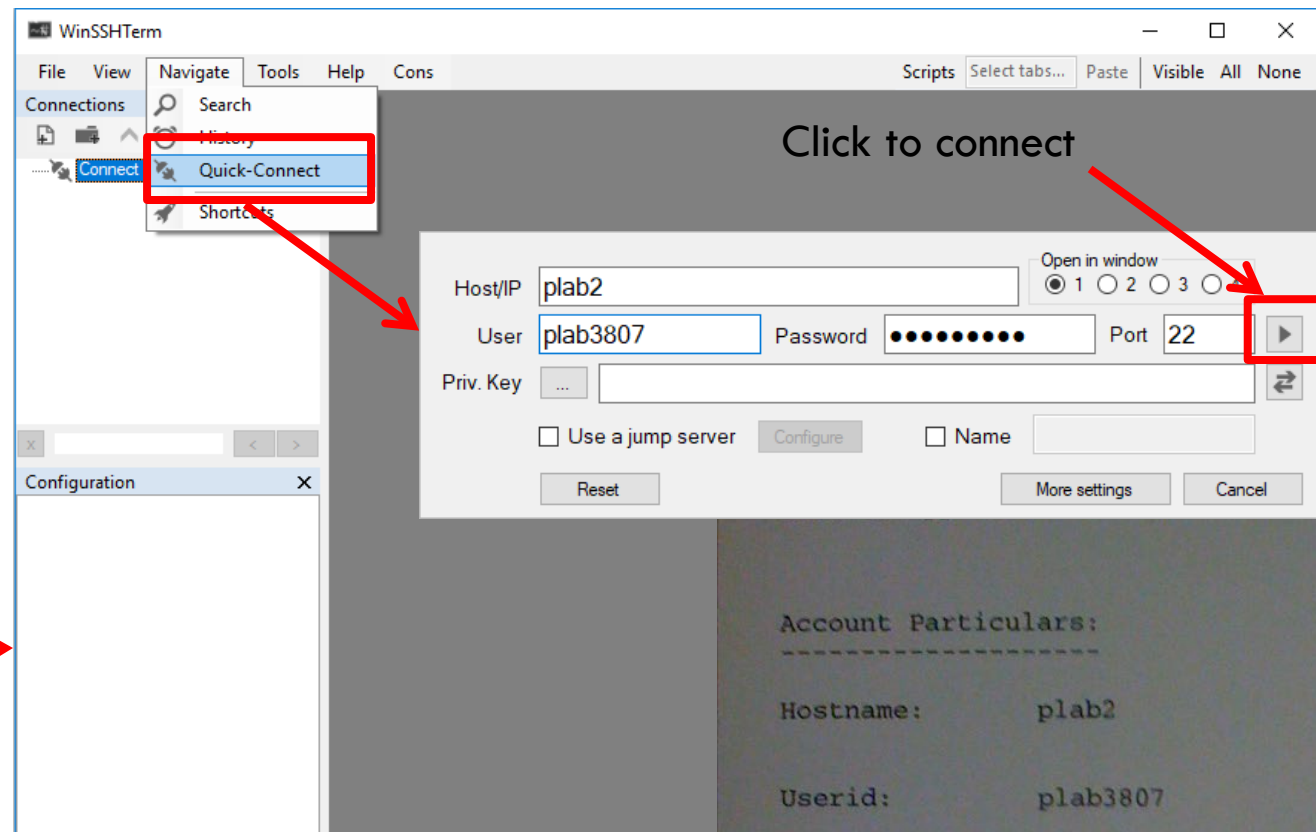 WinSSHTerm
File View Navigate Tools Help Cons Scripts Select tabs... Paste Visible All None
Connections
Search
History
Connect
Quick-Connect
Shortcuts
Click to connect
Open in window
Host/IP plab2 1 2 3
User plab3807 Password ●●●●●●●●● Port 22
Priv. Key ...
Use a jump server Configure Name
x < >
Configuration X
Reset More settings Cancel
Account Particulars:
---------------------
Hostname: plab2
Userid: plab3807